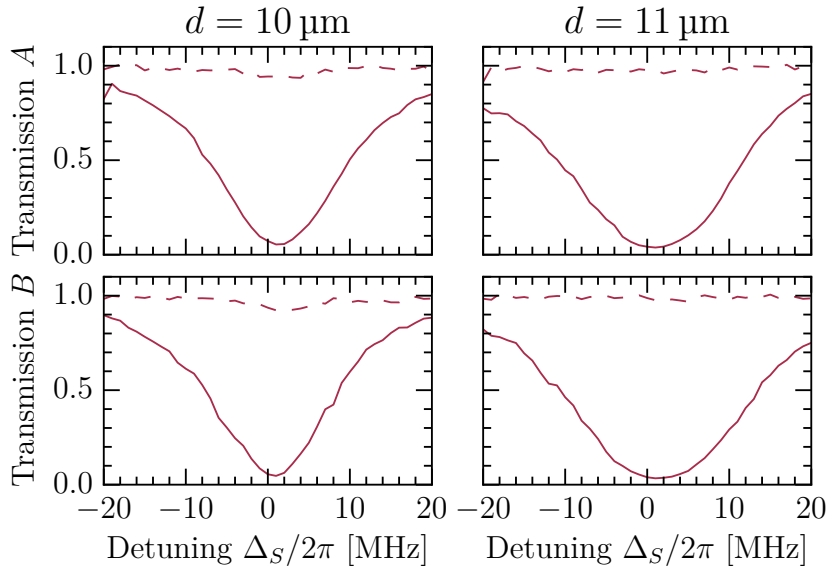 d = 10 μm
d = 11 μm
Transmission A
1.0
0.5
0.0
Transmission B
1.0
0.5
0.0
−20 −10 0 10 20
−20 −10 0 10 20
Detuning Δ_S/2π [MHz]
Detuning Δ_S/2π [MHz]